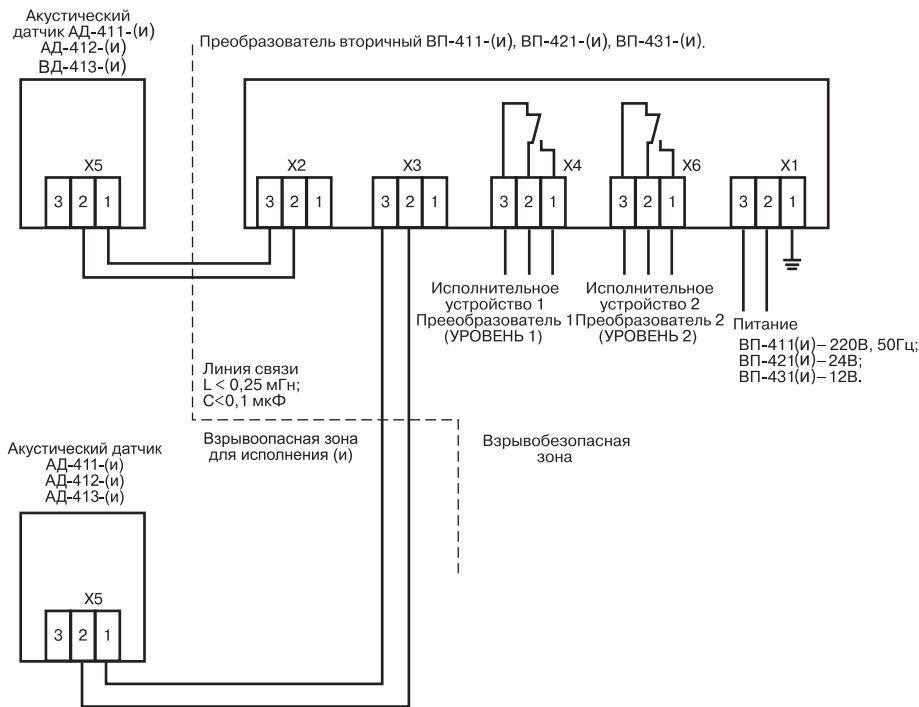 Акустический
датчик АД-411-(и)
АД-412-(и)
ВД-413-(и)
Преобразователь вторичный ВП-411-(и), ВП-421-(и), ВП-431-(и).
X5
3 2 1
X2
3 2 1
X3
3 2 1
X4
3 2 1
X6
3 2 1
X1
3 2 1
Исполнительное
устройство 1
Прееобразователь 1
(УРОВЕНЬ 1)
Исполнительное
устройство 2
Преобразователь 2
(УРОВЕНЬ 2)
Питание
ВП-411(и)–220В, 50Гц;
ВП-421(и)–24В;
ВП-431(и)–12В.
Линия связи
L < 0,25 мГн;
С<0,1 мкФ
Взрывоопасная зона
для исполнения (и)
Взрывобезопасная
зона
Акустический датчик
АД-411-(и)
АД-412-(и)
АД-413-(и)
X5
3 2 1